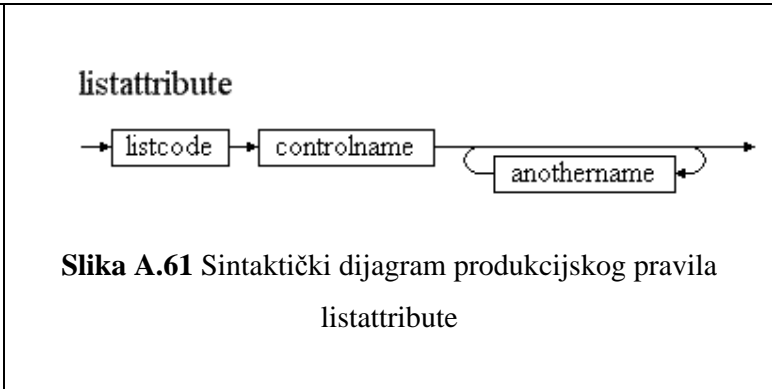 listattribute
listcode controlname
anothername
Slika A.61 Sintaktički dijagram produkcijskog pravila
listattribute